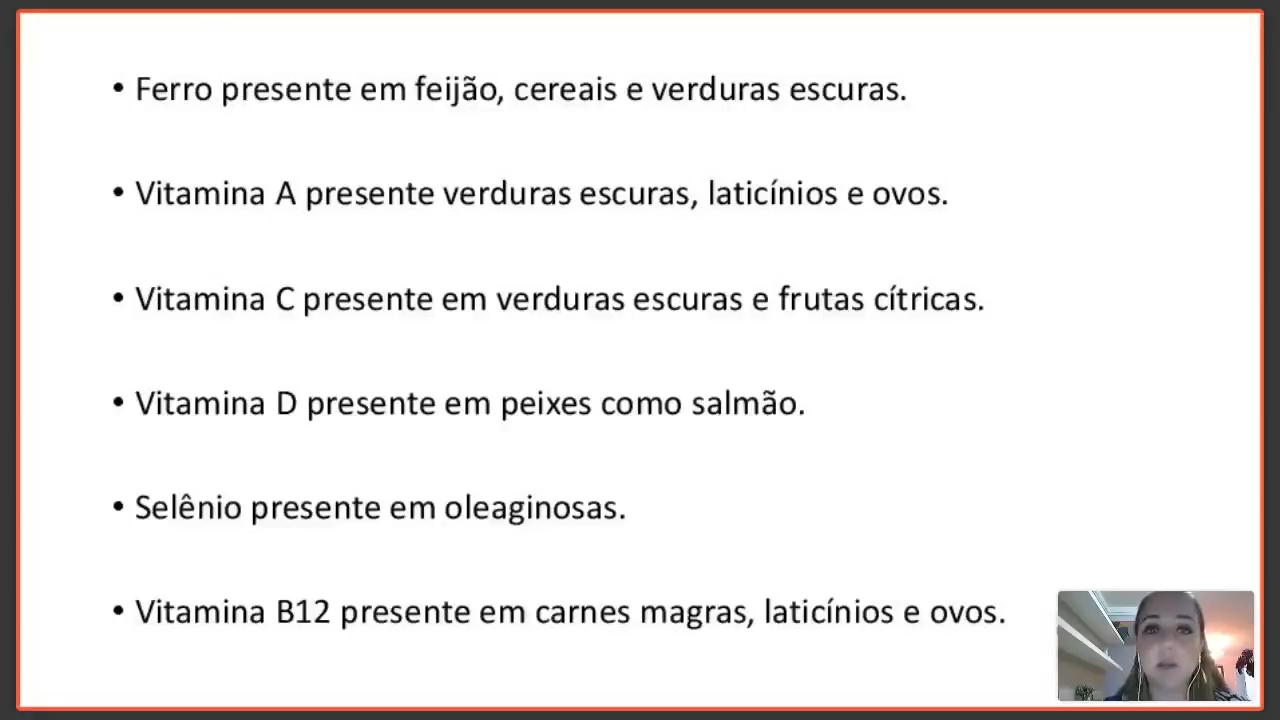 • Ferro presente em feijão, cereais e verduras escuras.
• Vitamina A presente verduras escuras, laticínios e ovos.
• Vitamina C presente em verduras escuras e frutas cítricas.
• Vitamina D presente em peixes como salmão.
• Selênio presente em oleaginosas.
• Vitamina B12 presente em carnes magras, laticínios e ovos.